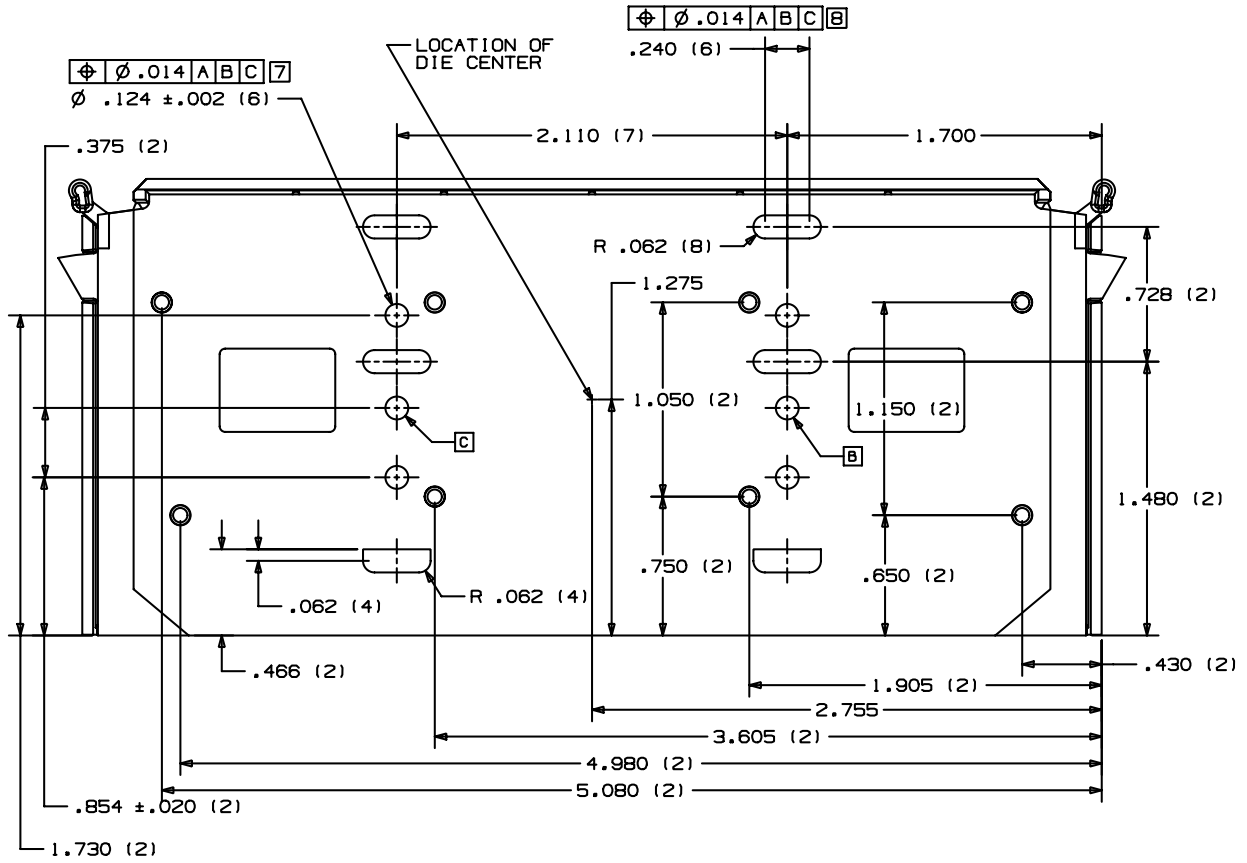 ⌖ Ø .014 A B C 8
.240 (6)
LOCATION OF
DIE CENTER
⌖ Ø .014 A B C 7
Ø .124 ±.002 (6)
2.110 (7)
1.700
.375 (2)
R .062 (8)
1.275
.728 (2)
1.050 (2)
1.150 (2)
C
B
1.480 (2)
.750 (2)
.650 (2)
.062 (4)
R .062 (4)
.466 (2)
.430 (2)
1.905 (2)
2.755
3.605 (2)
4.980 (2)
5.080 (2)
.854 ±.020 (2)
1.730 (2)